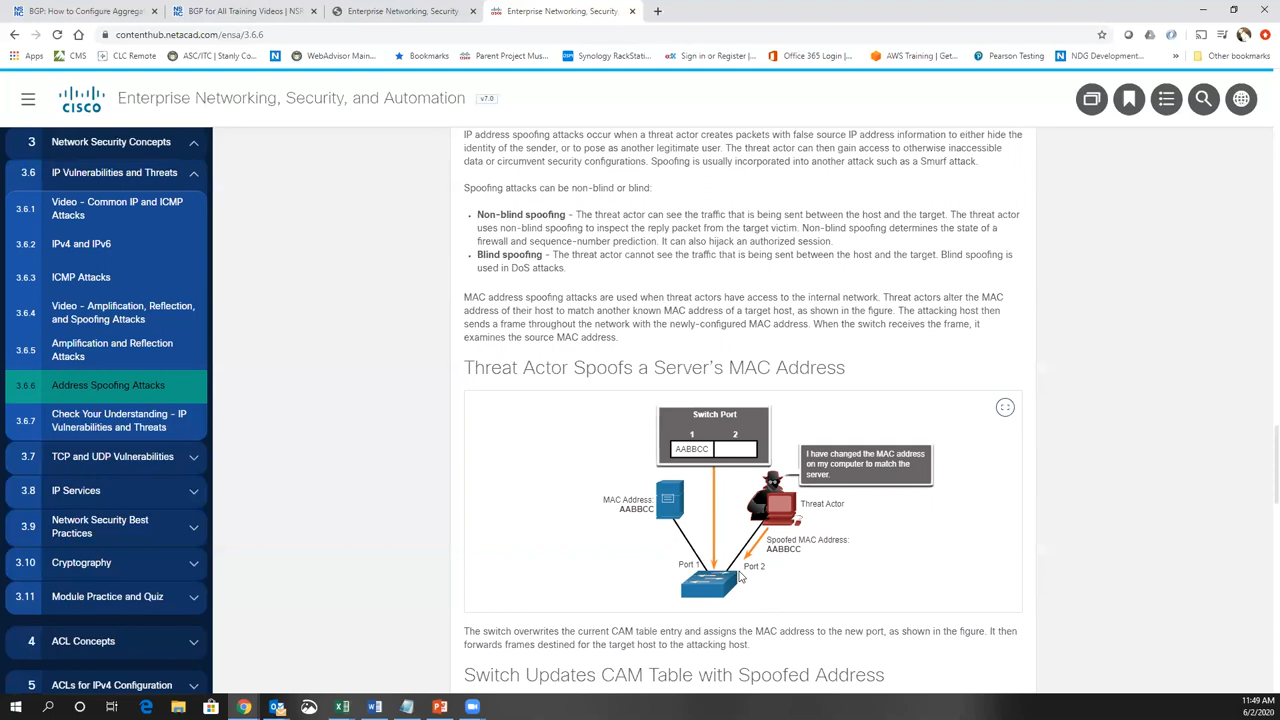 BGP: How to Configure Aggregat
BGP for All Training Videos | NSR
Enterprise Networking, Security,
Enterprise Networking, Security,
contenthub.netacad.com/ensa/3.6.6
Apps
CMS
CLC Remote
ASC/ITC | Stanly Co...
WebAdvisor Main...
Bookmarks
Parent Project Mus...
Synology RackStati...
Sign in or Register |...
Office 365 Login |...
AWS Training | Get...
Pearson Testing
NDG Development...
»
Other bookmarks
CISCO
Enterprise Networking, Security, and Automation
v7.0
3 Network Security Concepts
3.6 IP Vulnerabilities and Threats
3.6.1 Video - Common IP and ICMP
Attacks
3.6.2 IPv4 and IPv6
3.6.3 ICMP Attacks
3.6.4 Video - Amplification, Reflection,
and Spoofing Attacks
3.6.5 Amplification and Reflection
Attacks
3.6.6 Address Spoofing Attacks
3.6.7 Check Your Understanding - IP
Vulnerabilities and Threats
3.7 TCP and UDP Vulnerabilities
3.8 IP Services
3.9 Network Security Best
Practices
3.10 Cryptography
3.11 Module Practice and Quiz
4 ACL Concepts
5 ACLs for IPv4 Configuration
IP address spoofing attacks occur when a threat actor creates packets with false source IP address information to either hide the
identity of the sender, or to pose as another legitimate user. The threat actor can then gain access to otherwise inaccessible
data or circumvent security configurations. Spoofing is usually incorporated into another attack such as a Smurf attack.
Spoofing attacks can be non-blind or blind:
• Non-blind spoofing - The threat actor can see the traffic that is being sent between the host and the target. The threat actor
uses non-blind spoofing to inspect the reply packet from the target victim. Non-blind spoofing determines the state of a
firewall and sequence-number prediction. It can also hijack an authorized session.
• Blind spoofing - The threat actor cannot see the traffic that is being sent between the host and the target. Blind spoofing is
used in DoS attacks.
MAC address spoofing attacks are used when threat actors have access to the internal network. Threat actors alter the MAC
address of their host to match another known MAC address of a target host, as shown in the figure. The attacking host then
sends a frame throughout the network with the newly-configured MAC address. When the switch receives the frame, it
examines the source MAC address.
Threat Actor Spoofs a Server's MAC Address
Switch Port
1 2
AABBCC
I have changed the MAC address
on my computer to match the
server.
MAC Address:
AABBCC
Threat Actor
Spoofed MAC Address:
AABBCC
Port 1
Port 2
The switch overwrites the current CAM table entry and assigns the MAC address to the new port, as shown in the figure. It then
forwards frames destined for the target host to the attacking host.
Switch Updates CAM Table with Spoofed Address
11:49 AM
6/2/2020